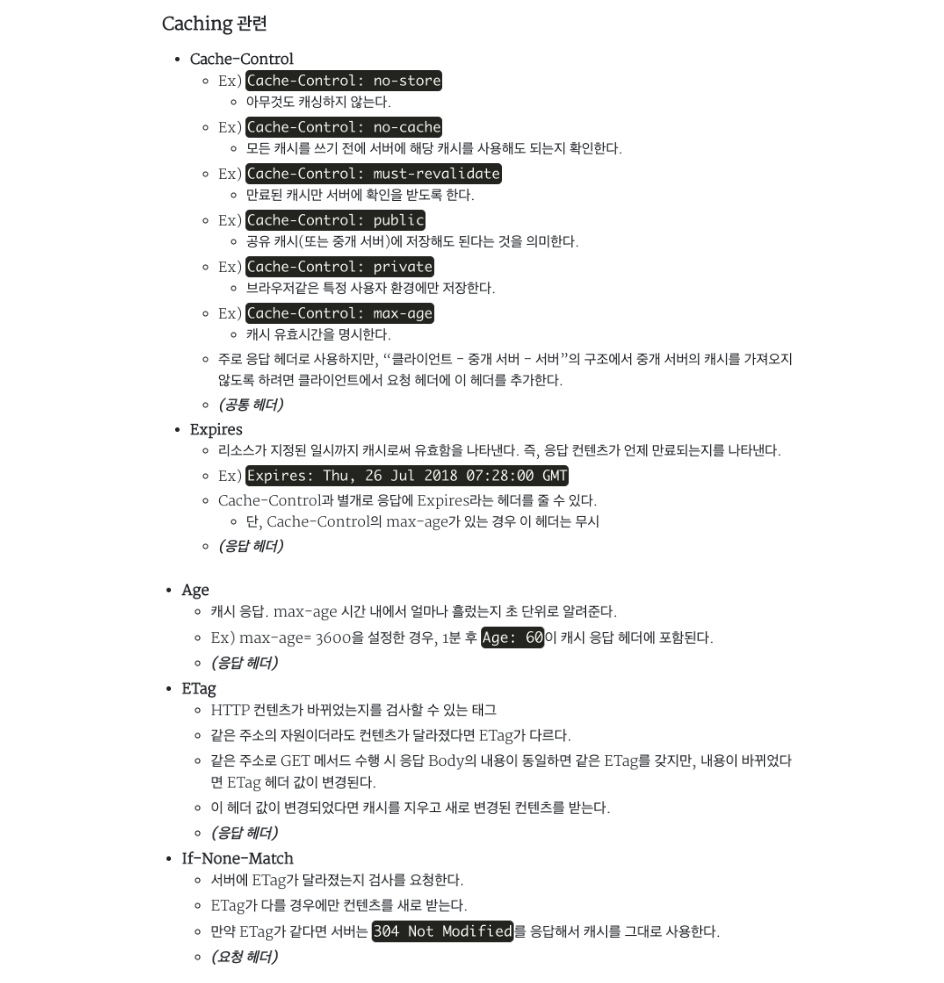 Caching 관련
Cache-Control
Ex) Cache-Control: no-store
아무것도 캐싱하지 않는다.
Ex) Cache-Control: no-cache
모든 캐시를 쓰기 전에 서버에 해당 캐시를 사용해도 되는지 확인한다.
Ex) Cache-Control: must-revalidate
만료된 캐시만 서버에 확인을 받도록 한다.
Ex) Cache-Control: public
공유 캐시(또는 중개 서버)에 저장해도 된다는 것을 의미한다.
Ex) Cache-Control: private
브라우저같은 특정 사용자 환경에만 저장한다.
Ex) Cache-Control: max-age
캐시 유효시간을 명시한다.
주로 응답 헤더로 사용하지만, “클라이언트 - 중개 서버 - 서버”의 구조에서 중개 서버의 캐시를 가져오지
않도록 하려면 클라이언트에서 요청 헤더에 이 헤더를 추가한다.
(공통 헤더)
Expires
리소스가 지정된 일시까지 캐시로써 유효함을 나타낸다. 즉, 응답 컨텐츠가 언제 만료되는지를 나타낸다.
Ex) Expires: Thu, 26 Jul 2018 07:28:00 GMT
Cache-Control과 별개로 응답에 Expires라는 헤더를 줄 수 있다.
단, Cache-Control의 max-age가 있는 경우 이 헤더는 무시
(응답 헤더)
Age
캐시 응답. max-age 시간 내에서 얼마나 흘렀는지 초 단위로 알려준다.
Ex) max-age= 3600을 설정한 경우, 1분 후 Age: 60이 캐시 응답 헤더에 포함된다.
(응답 헤더)
ETag
HTTP 컨텐츠가 바뀌었는지를 검사할 수 있는 태그
같은 주소의 자원이더라도 컨텐츠가 달라졌다면 ETag가 다르다.
같은 주소로 GET 메서드 수행 시 응답 Body의 내용이 동일하면 같은 ETag를 갖지만, 내용이 바뀌었다
면 ETag 헤더 값이 변경된다.
이 헤더 값이 변경되었다면 캐시를 지우고 새로 변경된 컨텐츠를 받는다.
(응답 헤더)
If-None-Match
서버에 ETag가 달라졌는지 검사를 요청한다.
ETag가 다를 경우에만 컨텐츠를 새로 받는다.
만약 ETag가 같다면 서버는 304 Not Modified를 응답해서 캐시를 그대로 사용한다.
(요청 헤더)